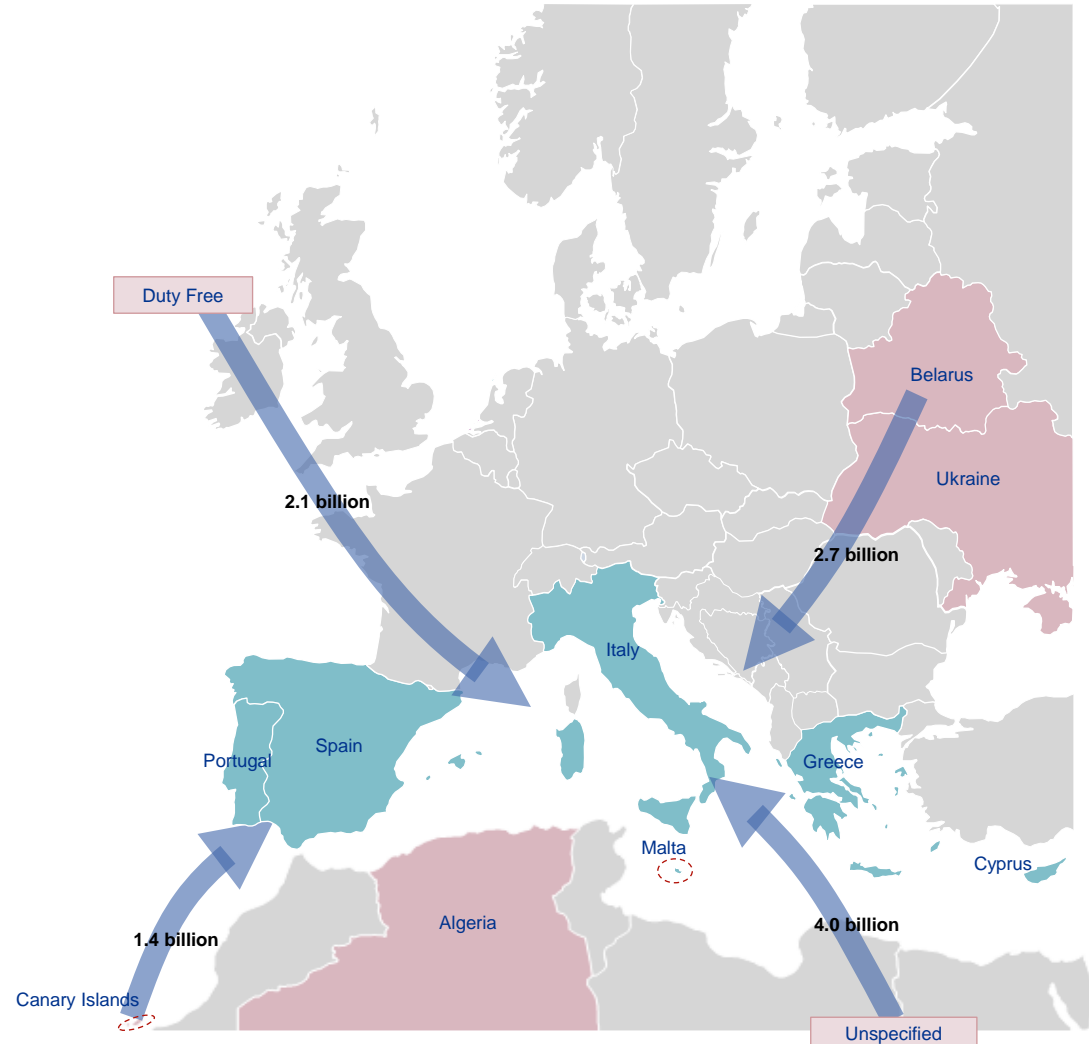 Duty Free
Belarus
Ukraine
2.1 billion
2.7 billion
Italy
Spain
Portugal
Greece
Malta
Cyprus
Algeria
4.0 billion
1.4 billion
Canary Islands
Unspecified